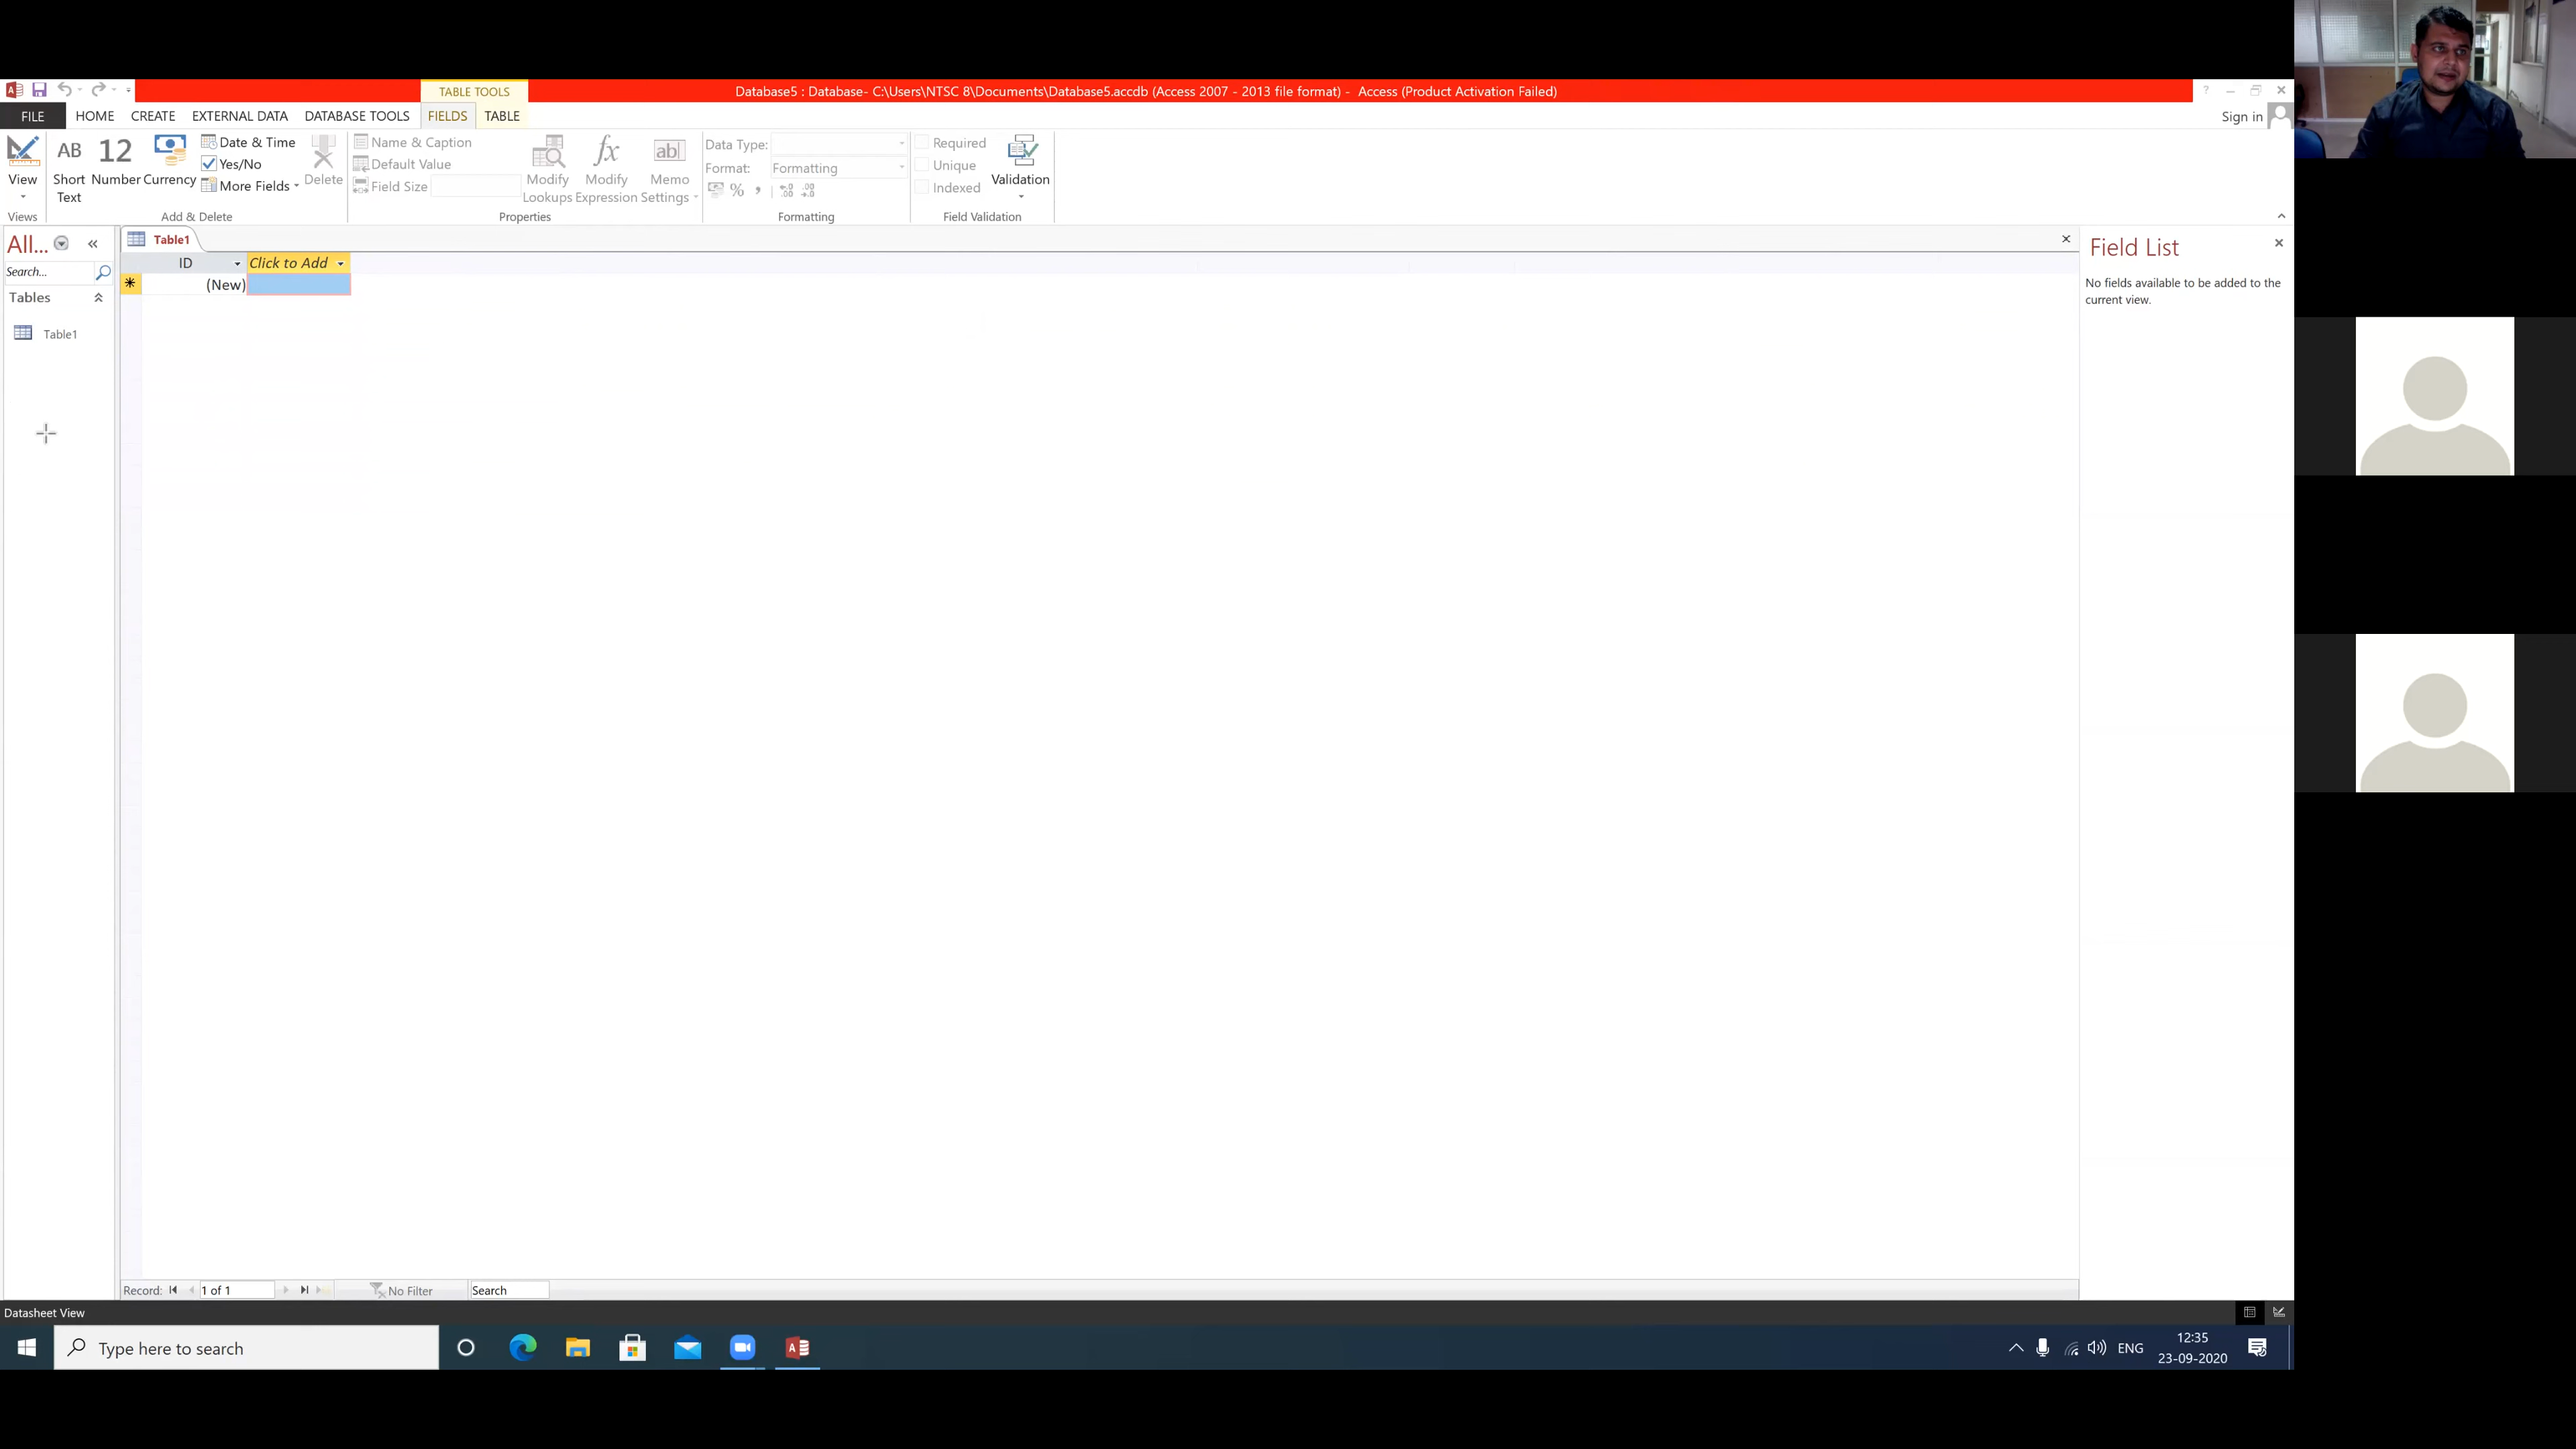 TABLE TOOLS
Database5 : Database- C:\Users\NTSC 8\Documents\Database5.accdb (Access 2007 - 2013 file format) - Access (Product Activation Failed)
?
FILE HOME CREATE EXTERNAL DATA DATABASE TOOLS FIELDS TABLE
Sign in
View
Views
AB
Short
Text
12
Number
Currency
Date & Time
Yes/No
More Fields
Delete
Add & Delete
Name & Caption
Default Value
Field Size
Modify
Lookups
fx
Modify
Expression
ab|
Memo
Settings
Properties
Data Type:
Format: Formatting
% , .00 .00
Formatting
Required
Unique
Indexed
Validation
Field Validation
All...
Search...
Tables
Table1
Table1
ID Click to Add
(New)
Field List
No fields available to be added to the
current view.
Record: 1 of 1 No Filter Search
Datasheet View
Type here to search
ENG
12:35
23-09-2020